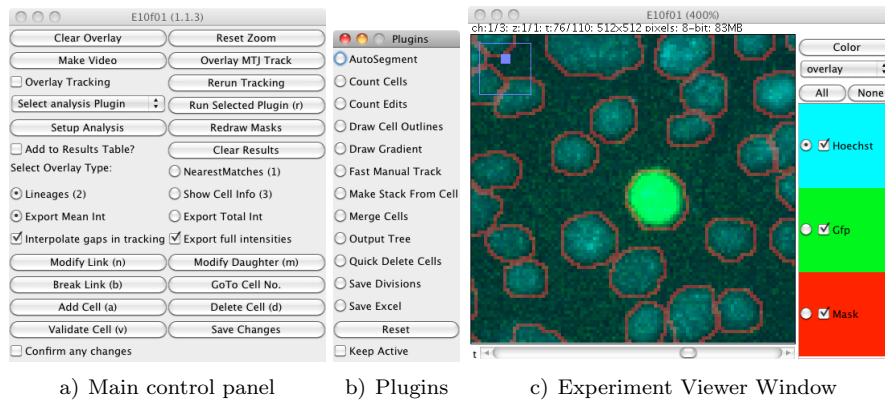 E10f01 (1.1.3)
Clear Overlay Reset Zoom
Make Video Overlay MTJ Track
Overlay Tracking Rerun Tracking
Select analysis Plugin Run Selected Plugin (r)
Setup Analysis Redraw Masks
Add to Results Table? Clear Results
Select Overlay Type: NearestMatches (1)
Lineages (2) Show Cell Info (3)
Export Mean Int Export Total Int
Interpolate gaps in tracking Export full intensities
Modify Link (n) Modify Daughter (m)
Break Link (b) GoTo Cell No.
Add Cell (a) Delete Cell (d)
Validate Cell (v) Save Changes
Confirm any changes
a) Main control panel
Plugins
AutoSegment
Count Cells
Count Edits
Draw Cell Outlines
Draw Gradient
Fast Manual Track
Make Stack From Cell
Merge Cells
Output Tree
Quick Delete Cells
Save Divisions
Save Excel
Reset
Keep Active
b) Plugins
E10f01 (400%)
ch:1/3; z:1/1; t:76/110; 512x512 pixels; 8-bit; 83MB
Color
overlay
All None
Hoechst
Gfp
Mask
t
c) Experiment Viewer Window